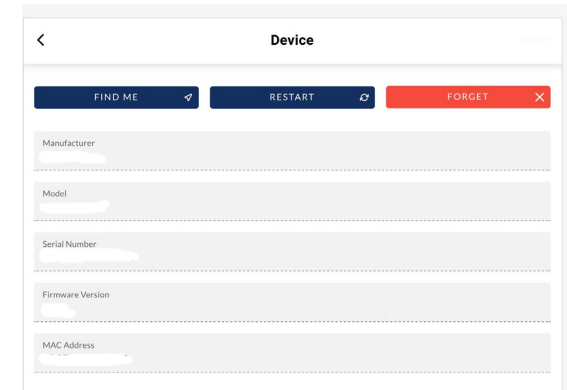 Device
FIND ME
RESTART
FORGET
Manufacturer
Model
Serial Number
Firmware Version
MAC Address